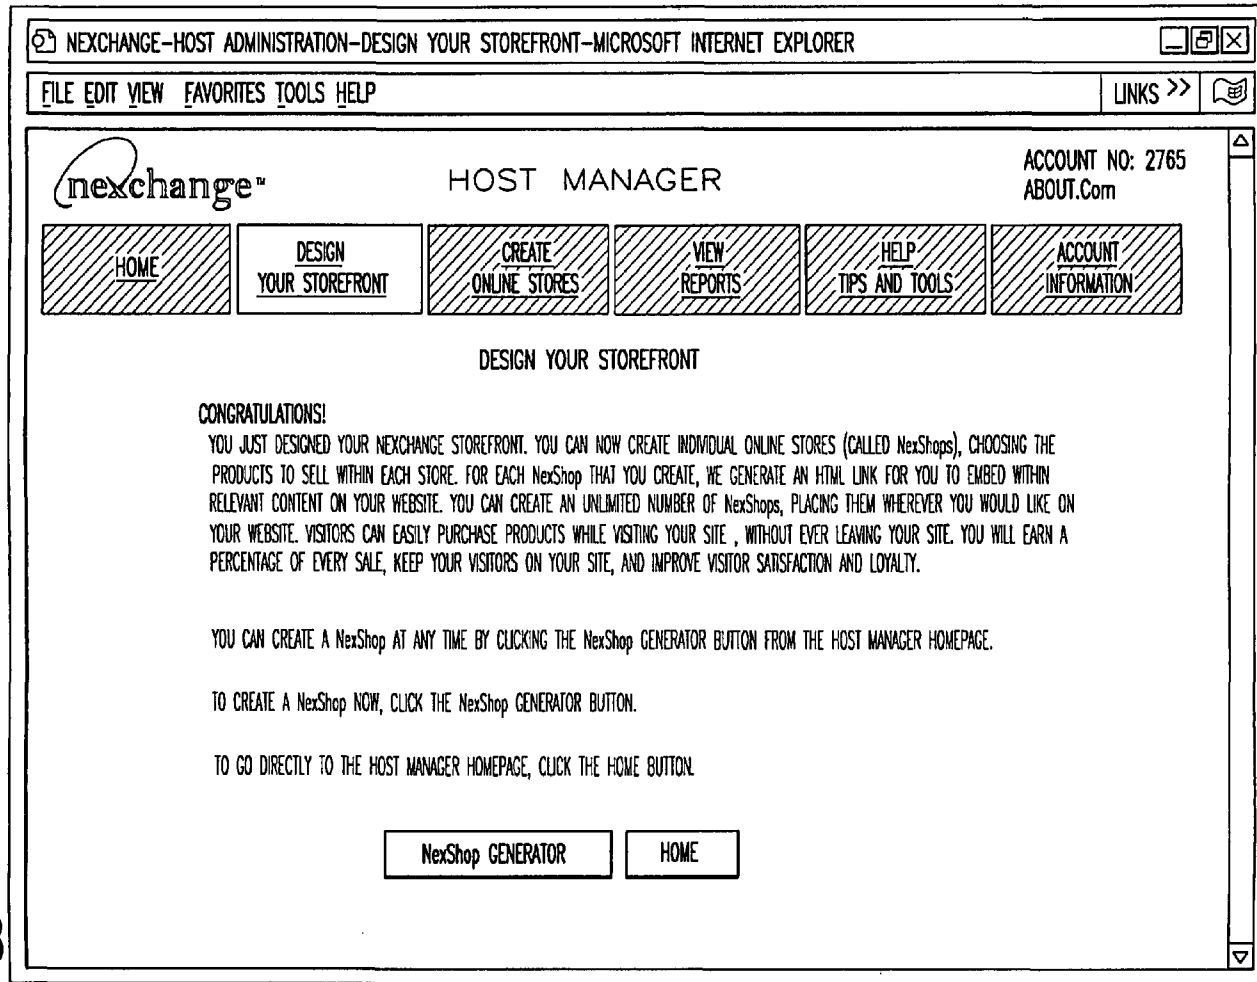 NEXCHANGE-HOST ADMINISTRATION-DESIGN YOUR STOREFRONT-MICROSOFT INTERNET EXPLORER
FILE EDIT VIEW FAVORITES TOOLS HELP LINKS >>
nexchange™ HOST MANAGER
ACCOUNT NO: 2765
ABOUT.Com
HOME
DESIGN
YOUR STOREFRONT
CREATE
ONLINE STORES
VIEW
REPORTS
HELP
TIPS AND TOOLS
ACCOUNT
INFORMATION
DESIGN YOUR STOREFRONT
CONGRATULATIONS!
YOU JUST DESIGNED YOUR NEXCHANGE STOREFRONT. YOU CAN NOW CREATE INDIVIDUAL ONLINE STORES (CALLED NexShops), CHOOSING THE
PRODUCTS TO SELL WITHIN EACH STORE. FOR EACH NexShop THAT YOU CREATE, WE GENERATE AN HTML LINK FOR YOU TO EMBED WITHIN
RELEVANT CONTENT ON YOUR WEBSITE. YOU CAN CREATE AN UNLIMITED NUMBER OF NexShops, PLACING THEM WHEREVER YOU WOULD LIKE ON
YOUR WEBSITE. VISITORS CAN EASILY PURCHASE PRODUCTS WHILE VISITING YOUR SITE , WITHOUT EVER LEAVING YOUR SITE. YOU WILL EARN A
PERCENTAGE OF EVERY SALE, KEEP YOUR VISITORS ON YOUR SITE, AND IMPROVE VISITOR SATISFACTION AND LOYALTY.
YOU CAN CREATE A NexShop AT ANY TIME BY CLICKING THE NexShop GENERATOR BUTTON FROM THE HOST MANAGER HOMEPAGE.
TO CREATE A NexShop NOW, CLICK THE NexShop GENERATOR BUTTON.
TO GO DIRECTLY TO THE HOST MANAGER HOMEPAGE, CLICK THE HOME BUTTON.
NexShop GENERATOR
HOME